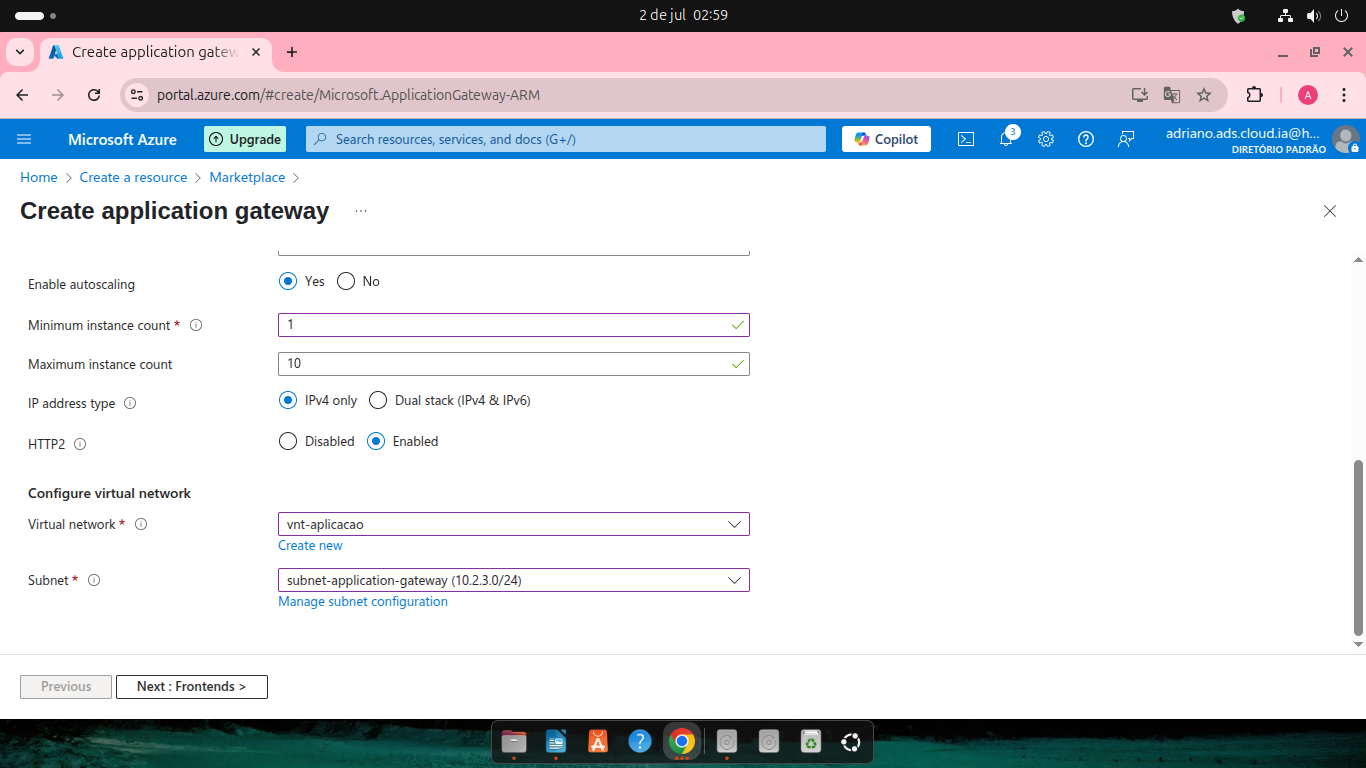 2 de jul 02:59
Create application gatew
portal.azure.com/#create/Microsoft.ApplicationGateway-ARM
A
Microsoft Azure
Upgrade
Search resources, services, and docs (G+/)
Copilot
3
adriano.ads.cloud.ia@h...
DIRETÓRIO PADRÃO
Home > Create a resource > Marketplace >
Create application gateway
...
Enable autoscaling
Yes No
Minimum instance count *
1
Maximum instance count
10
IP address type
IPv4 only Dual stack (IPv4 & IPv6)
HTTP2
Disabled Enabled
Configure virtual network
Virtual network *
vnt-aplicacao
Create new
Subnet *
subnet-application-gateway (10.2.3.0/24)
Manage subnet configuration
Previous Next : Frontends >